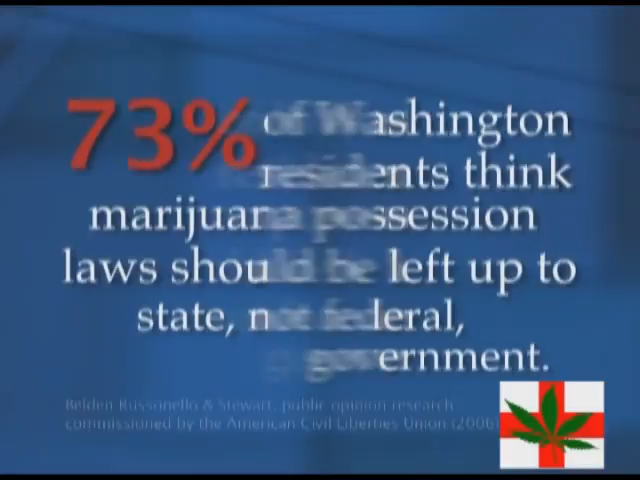 73% of Washington
residents think
marijuana possession
laws should be left up to
state, not federal,
government.
Belden Russonello & Stewart, public opinion research
commissioned by the American Civil Liberties Union (2006)